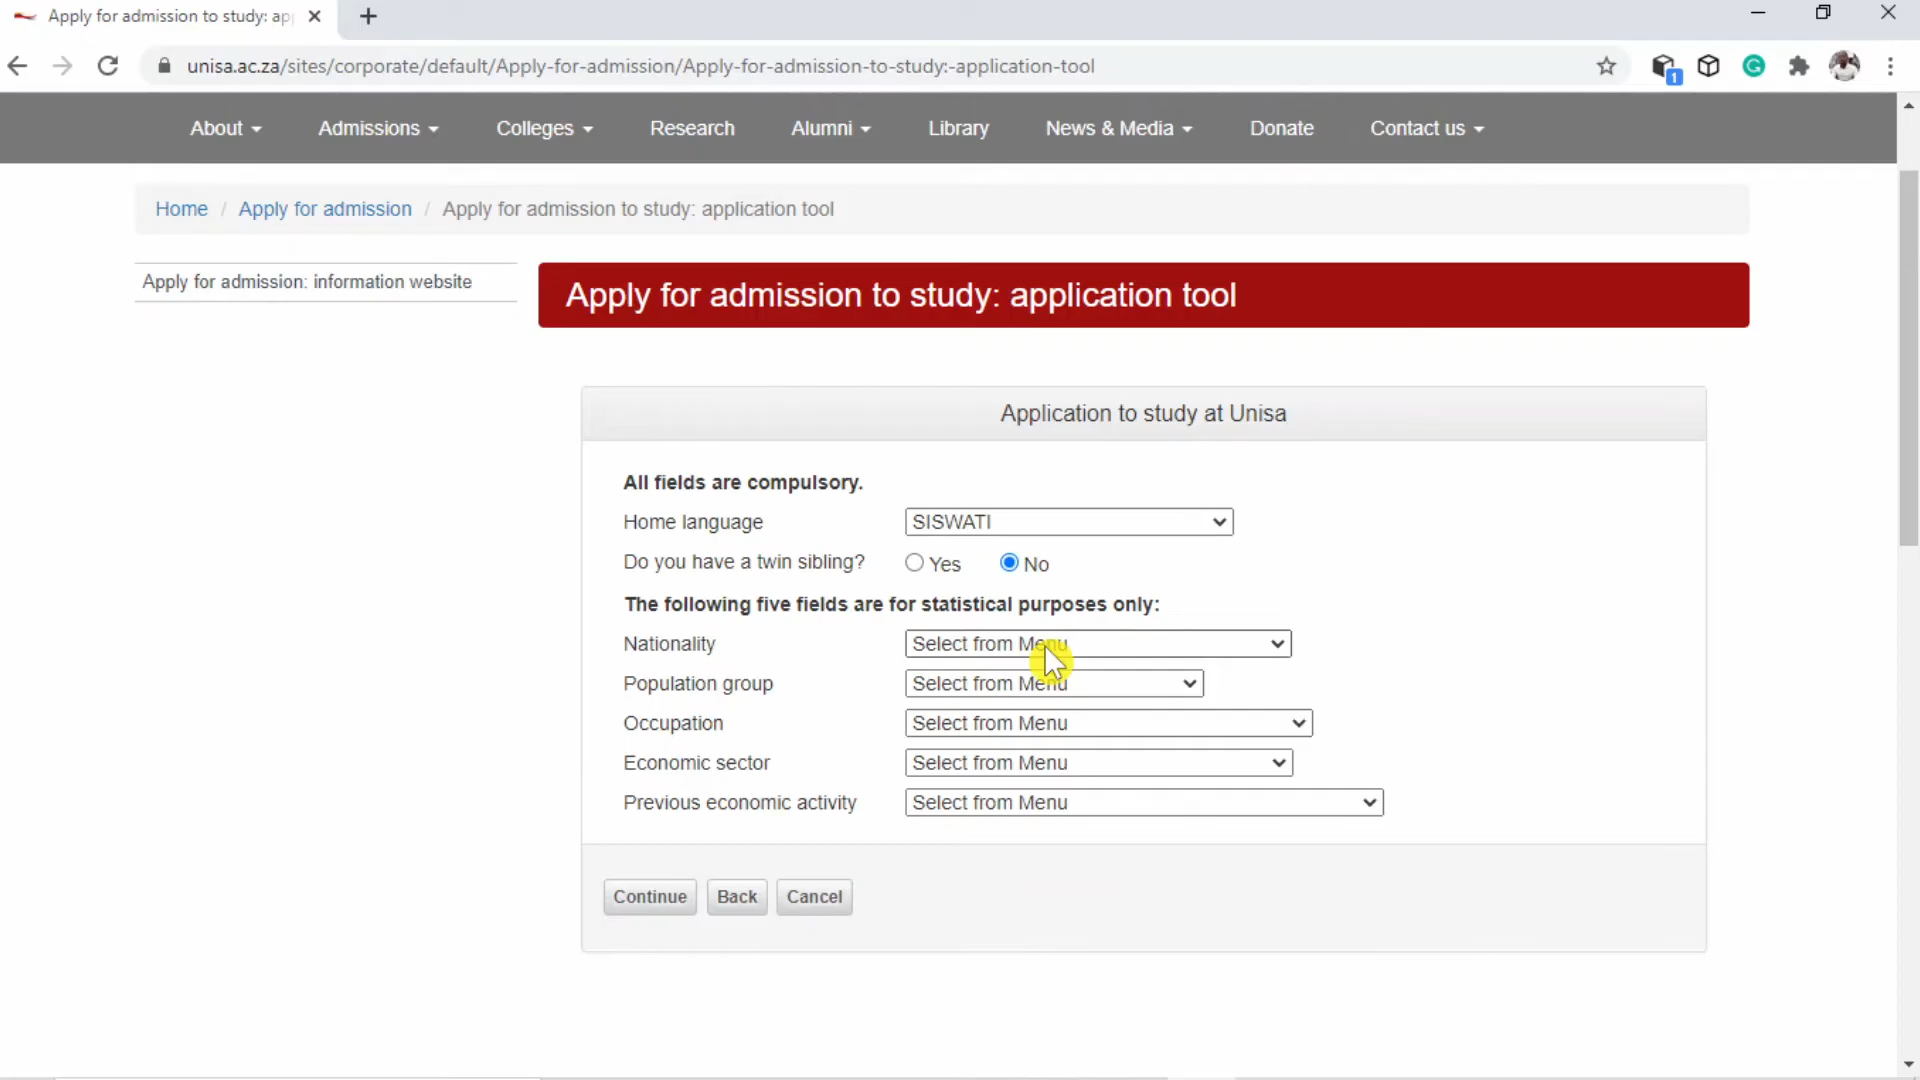 Apply for admission to study: ap
unisa.ac.za/sites/corporate/default/Apply-for-admission/Apply-for-admission-to-study:-application-tool
1
About Admissions Colleges Research Alumni Library News & Media Donate Contact us
Home / Apply for admission / Apply for admission to study: application tool
Apply for admission: information website
Apply for admission to study: application tool
Application to study at Unisa
All fields are compulsory.
Home language SISWATI
Do you have a twin sibling? Yes No
The following five fields are for statistical purposes only:
Nationality Select from Menu
Population group Select from Menu
Occupation Select from Menu
Economic sector Select from Menu
Previous economic activity Select from Menu
Continue Back Cancel